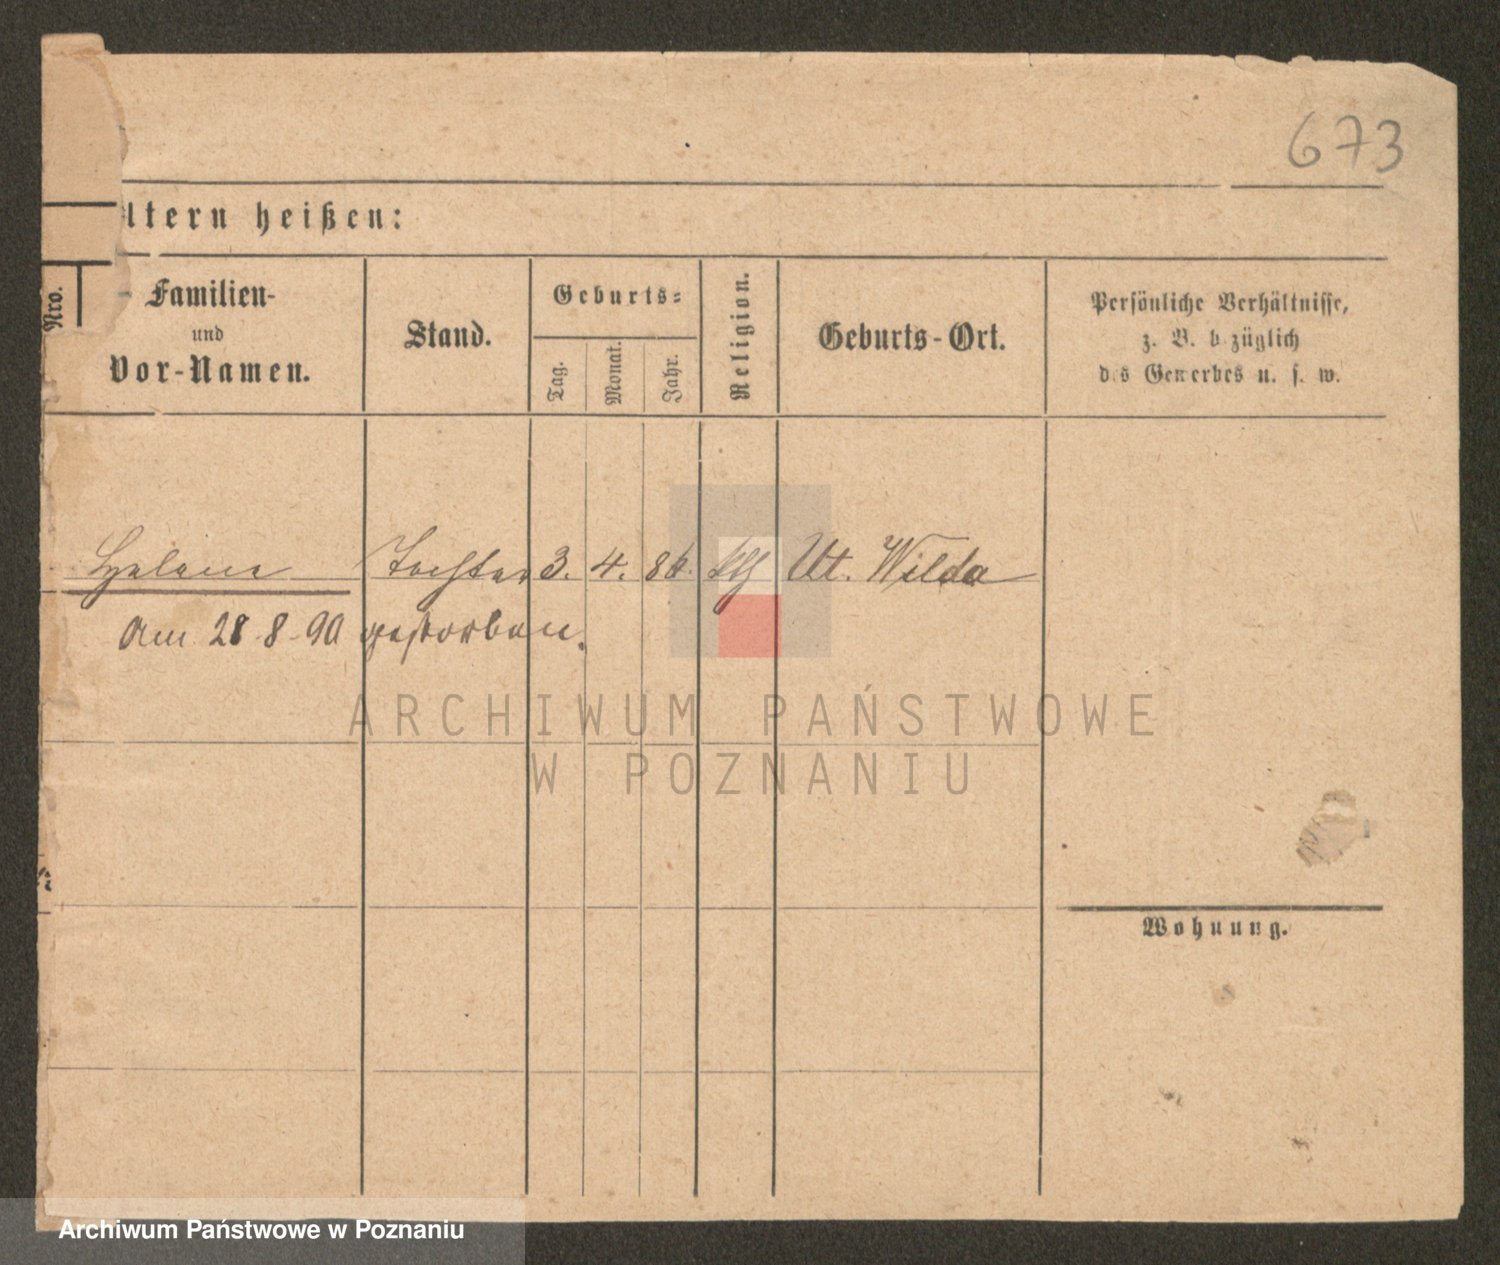 673
ltern heißen:
Nro.
Familien-
und
Vor-Namen.
Stand.
Geburts-
Tag.
Monat.
Jahr.
Religion.
Geburts-Ort.
Persönliche Verhältnisse,
z. B. bezüglich
des Gewerbes u. s. w.
Helene Tochter 3. 4. 86. kth Ut. Wilda
Am 28-8-90 gestorben.
ARCHIWUM PAŃSTWOWE
W POZNANIU
Wohnung.
Archiwum Państwowe w Poznaniu